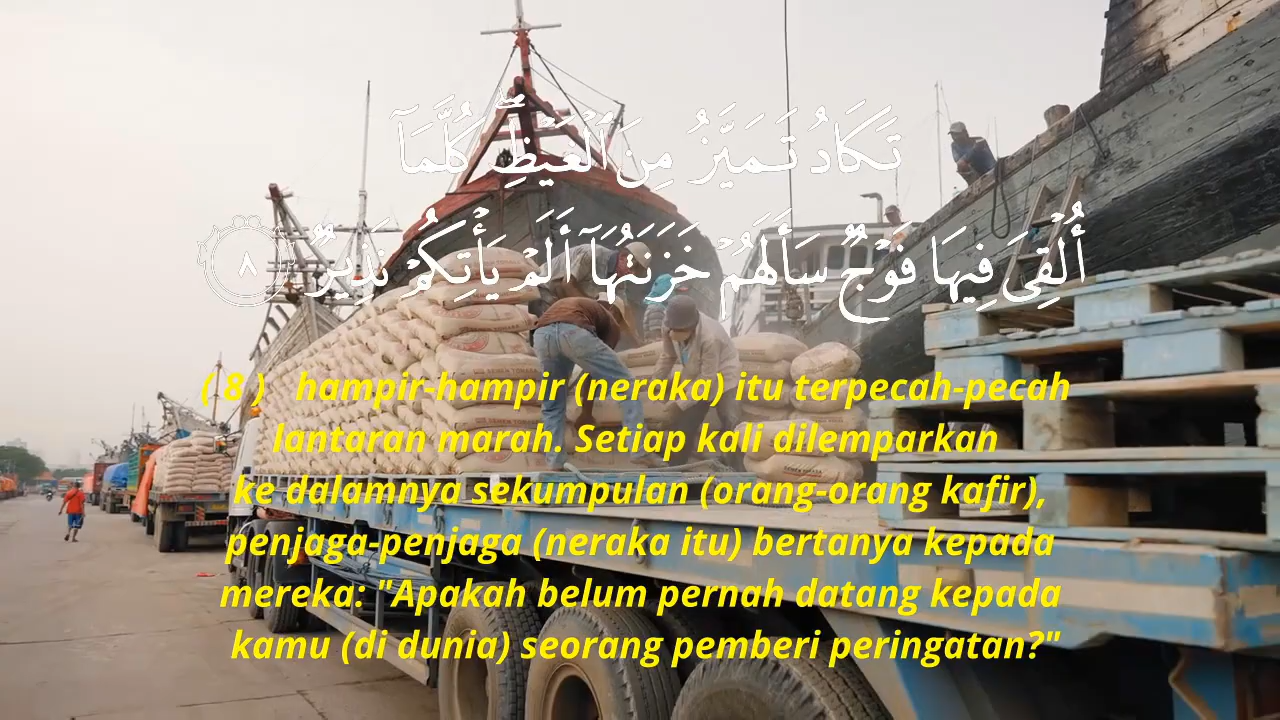 تَكَادُ تَمَيَّزُ مِنَ ٱلْغَيْظِ ۖ كُلَّمَآ
أُلْقِىَ فِيهَا فَوْجٌ سَأَلَهُمْ خَزَنَتُهَآ أَلَمْ يَأْتِكُمْ نَذِيرٌ ٨
( 8 ) hampir-hampir (neraka) itu terpecah-pecah
lantaran marah. Setiap kali dilemparkan
ke dalamnya sekumpulan (orang-orang kafir),
penjaga-penjaga (neraka itu) bertanya kepada
mereka: "Apakah belum pernah datang kepada
kamu (di dunia) seorang pemberi peringatan?"